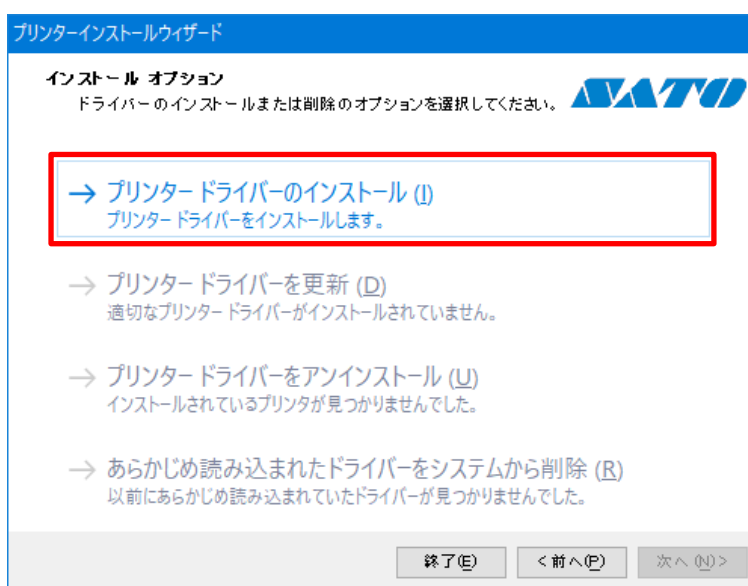 プリンターインストールウィザード
インストール オプション
ドライバーのインストールまたは削除のオプションを選択してください。
SATO
→ プリンター ドライバーのインストール (I)
プリンター ドライバーをインストールします。
→ プリンター ドライバーを更新 (D)
適切なプリンター ドライバーがインストールされていません。
→ プリンター ドライバーをアンインストール (U)
インストールされているプリンタが見つかりませんでした。
→ あらかじめ読み込まれたドライバーをシステムから削除 (R)
以前にあらかじめ読み込まれていたドライバーが見つかりませんでした。
終了(E) <前へ(P) 次へ(N)>